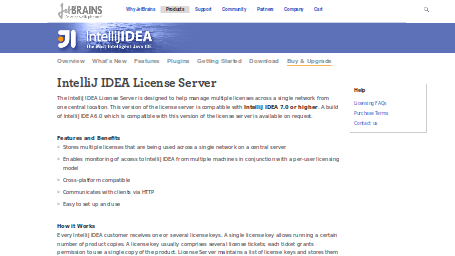 JetBRAINS
Why JetBrains Products Support Community Partner Company Cart
IntelliJ IDEA
The Most Intelligent Java IDE
Overview What's New Features Plugins Getting Started Download Buy & Upgrade
IntelliJ IDEA License Server
The IntelliJ IDEA License Server is designed to help manage multiple licenses across a single network from
one central location. This version of the license server is compatible with IntelliJ IDEA 7.0 or higher. A build
of IntelliJ IDEA 6.0 which is compatible with this version of the license server is available on request.
Help
Licensing FAQs
Purchase Terms
Contact us
Features and Benefits
Stores multiple licenses that are being used across a single network on a central server
Enables monitoring of access to IntelliJ IDEA from multiple machines in conjunction with a per-user licensing
model
Cross-platform compatible
Communicates with clients via HTTP
Easy to set up and use
How it Works
Every IntelliJ IDEA customer receives one or several license keys. A single license key allows running a certain
number of product copies. A license key usually comprises several license tickets, each ticket grants
permission to use a single copy of the product. License Server maintains a list of license keys and stores them